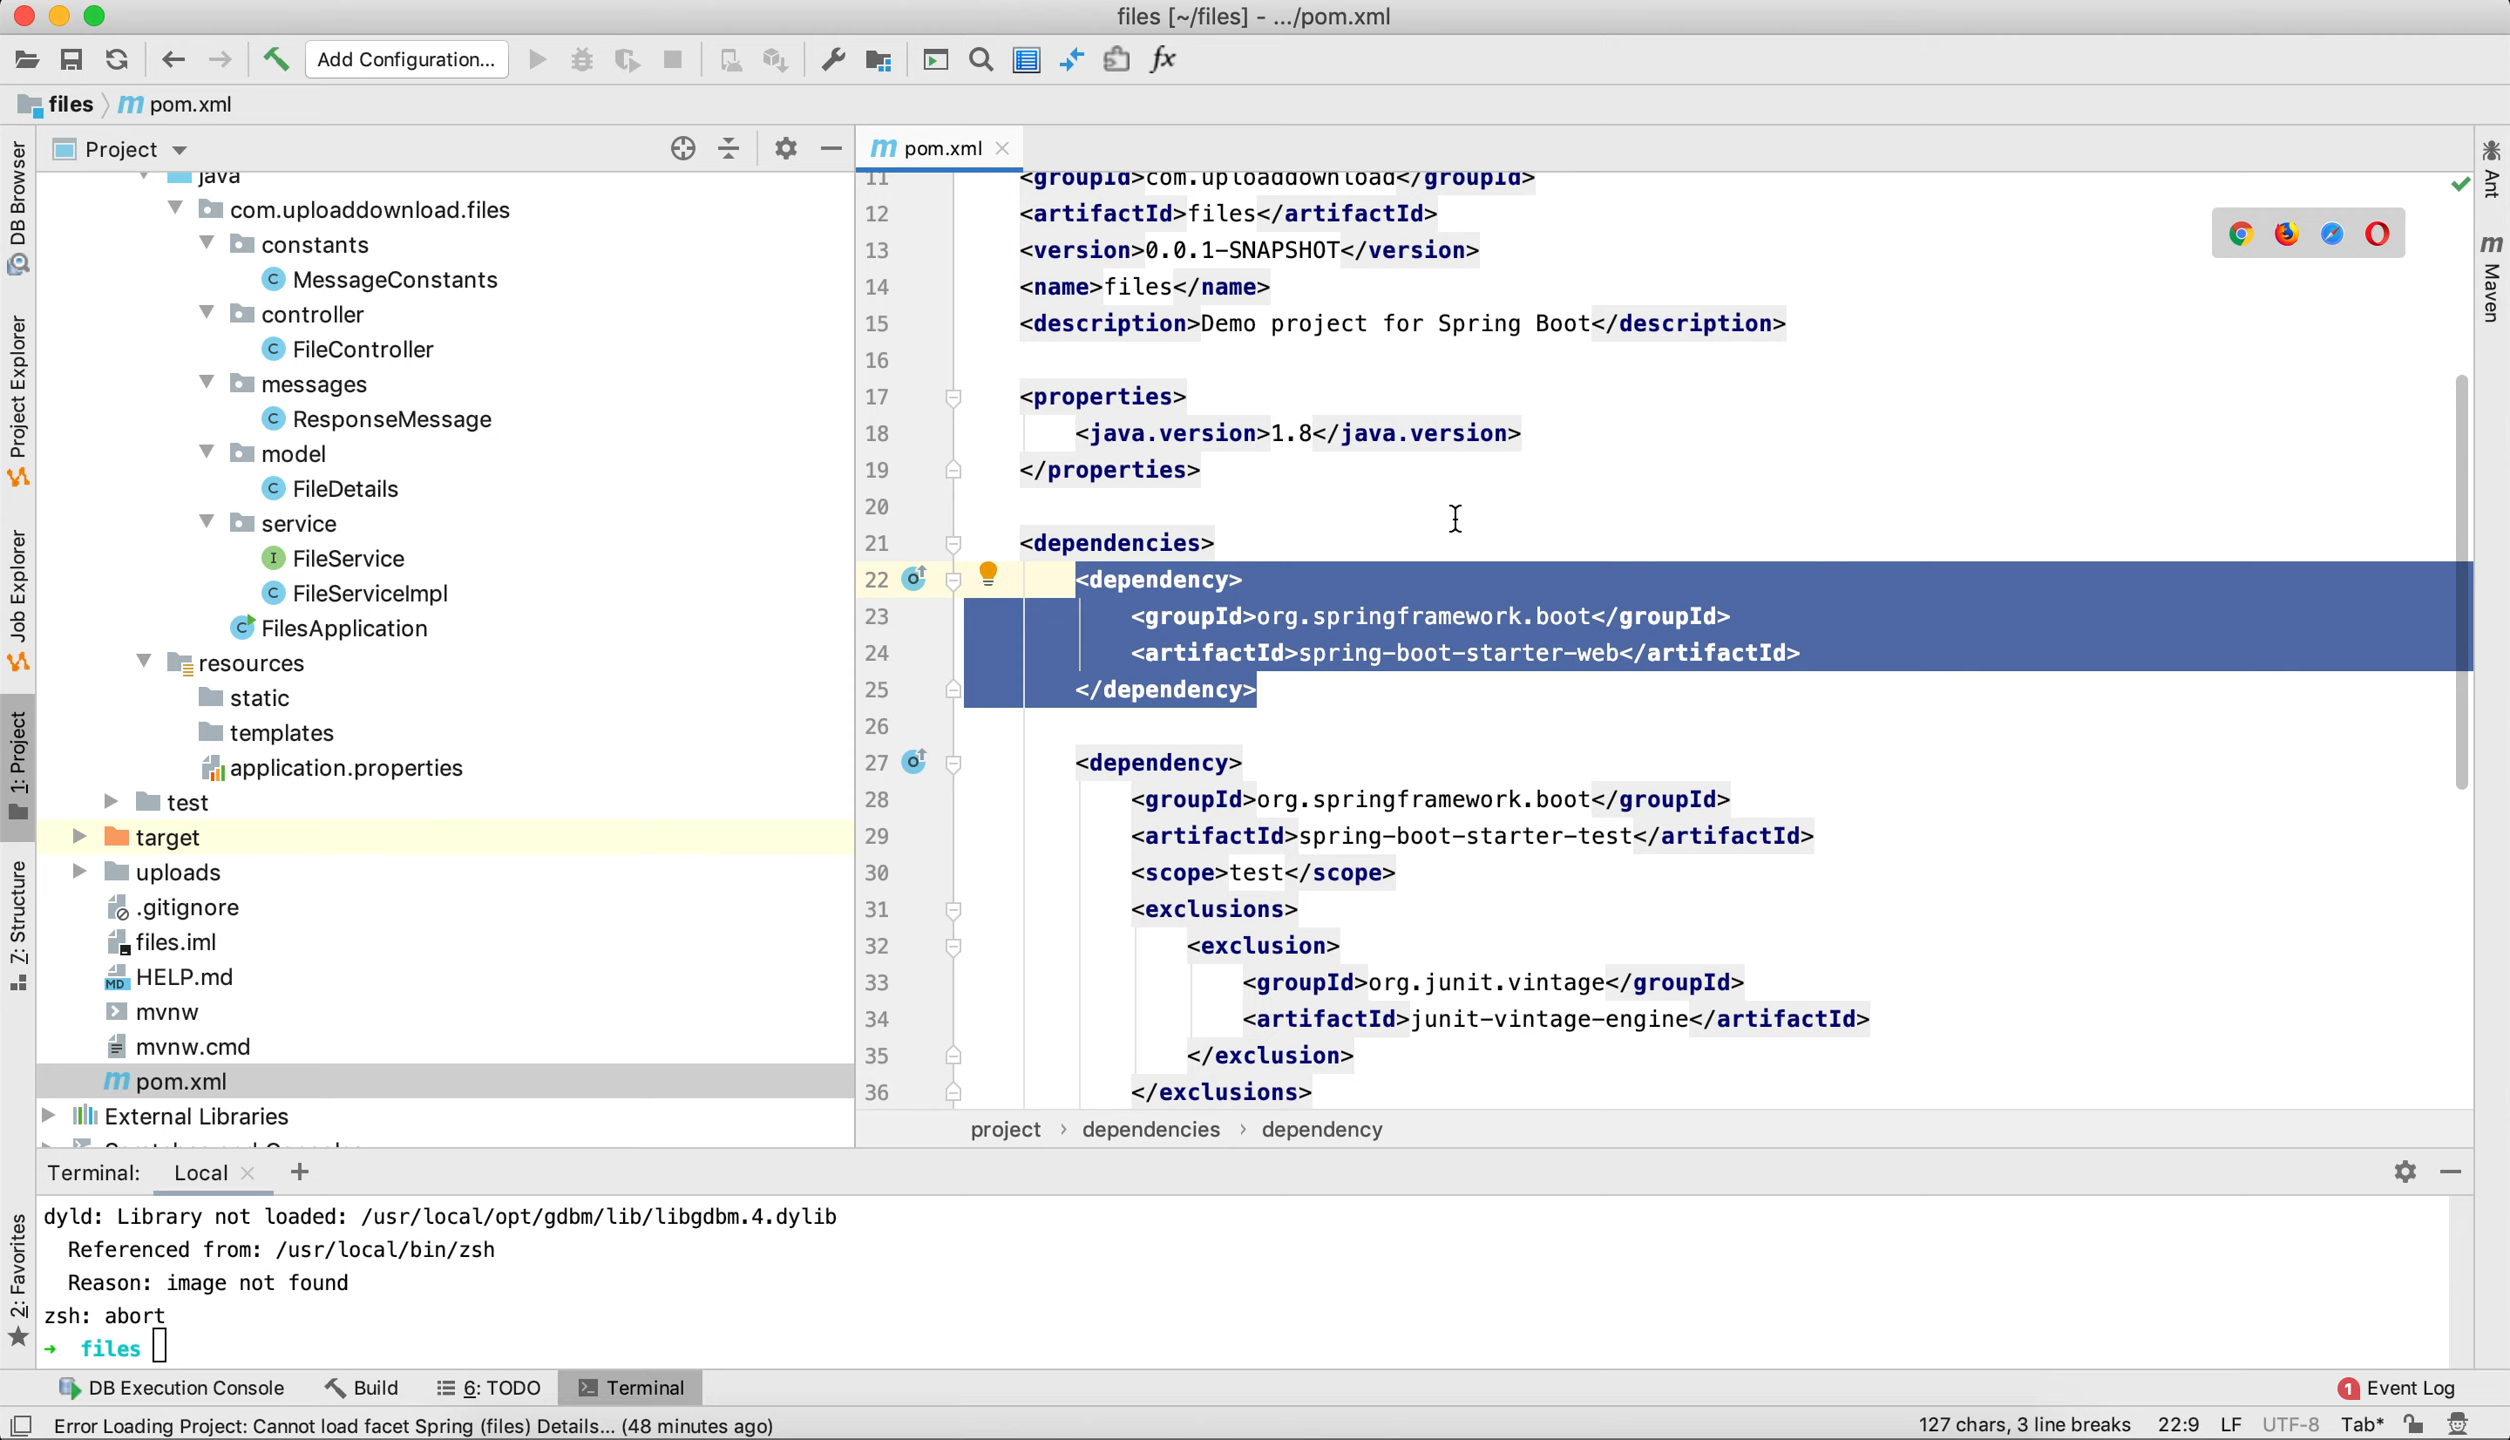 files [~/files] - .../pom.xml
Add Configuration...
files
m pom.xml
DB Browser
Project Explorer
Job Explorer
1: Project
7: Structure
2: Favorites
Project
java
com.uploaddownload.files
constants
C MessageConstants
controller
C FileController
messages
C ResponseMessage
model
C FileDetails
service
I FileService
C FileServiceImpl
C FilesApplication
resources
static
templates
application.properties
test
target
uploads
.gitignore
files.iml
MD HELP.md
mvnw
mvnw.cmd
m pom.xml
External Libraries
Scratches and Consoles
m pom.xml
11 <groupId>com.uploaddownload</groupId>
12 <artifactId>files</artifactId>
13 <version>0.0.1-SNAPSHOT</version>
14 <name>files</name>
15 <description>Demo project for Spring Boot</description>
16
17 <properties>
18 <java.version>1.8</java.version>
19 </properties>
20
21 <dependencies>
22 <dependency>
23 <groupId>org.springframework.boot</groupId>
24 <artifactId>spring-boot-starter-web</artifactId>
25 </dependency>
26
27 <dependency>
28 <groupId>org.springframework.boot</groupId>
29 <artifactId>spring-boot-starter-test</artifactId>
30 <scope>test</scope>
31 <exclusions>
32 <exclusion>
33 <groupId>org.junit.vintage</groupId>
34 <artifactId>junit-vintage-engine</artifactId>
35 </exclusion>
36 </exclusions>
project › dependencies › dependency
Ant
m Maven
Terminal: Local +
dyld: Library not loaded: /usr/local/opt/gdbm/lib/libgdbm.4.dylib
Referenced from: /usr/local/bin/zsh
Reason: image not found
zsh: abort
➜ files
DB Execution Console
Build
6: TODO
Terminal
1 Event Log
Error Loading Project: Cannot load facet Spring (files) Details... (48 minutes ago)
127 chars, 3 line breaks 22:9 LF UTF-8 Tab*